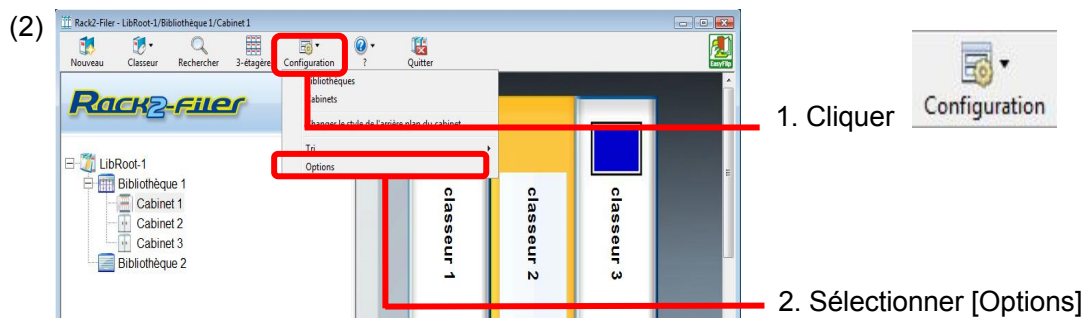 (2)
Rack2-Filer - LibRoot-1/Bibliothèque 1/Cabinet 1
Nouveau Classeur Rechercher 3-étagère Configuration ? Quitter EasyFlip
Rack2-Filer
Bibliothèques
Cabinets
Changer le style de l'arrière plan du cabinet
Tri
Options
LibRoot-1
Bibliothèque 1
Cabinet 1
Cabinet 2
Cabinet 3
Bibliothèque 2
classeur 1
classeur 2
classeur 3
1. Cliquer
Configuration
2. Sélectionner [Options]